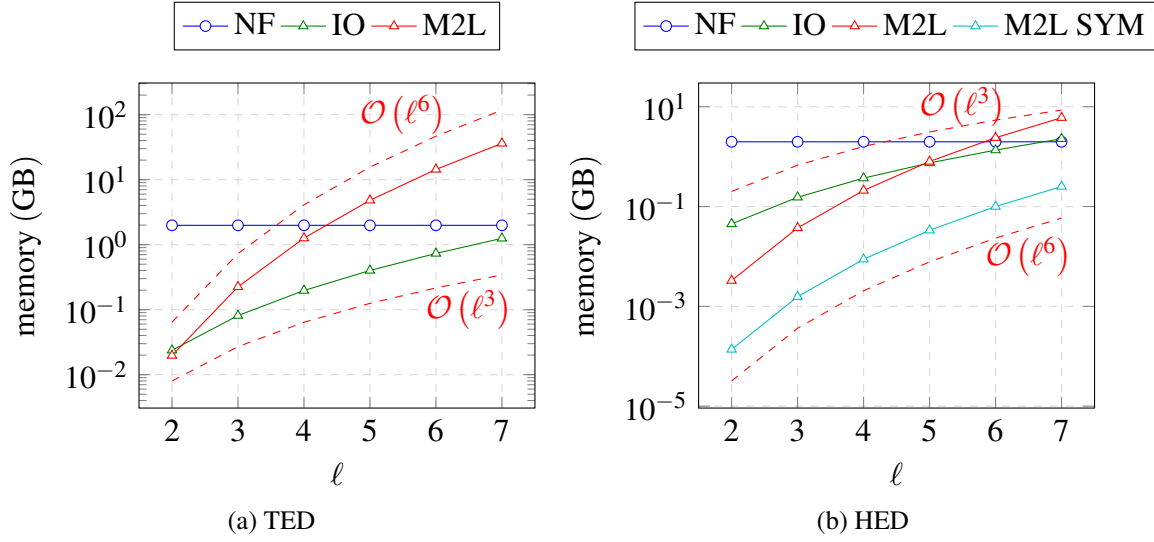 NF IO M2L
memory (GB)
10^2
10^1
10^0
10^−1
10^−2
O(ℓ^6)
O(ℓ^3)
2 3 4 5 6 7
ℓ
(a) TED
NF IO M2L M2L SYM
memory (GB)
10^1
10^−1
10^−3
10^−5
O(ℓ^3)
O(ℓ^6)
2 3 4 5 6 7
ℓ
(b) HED